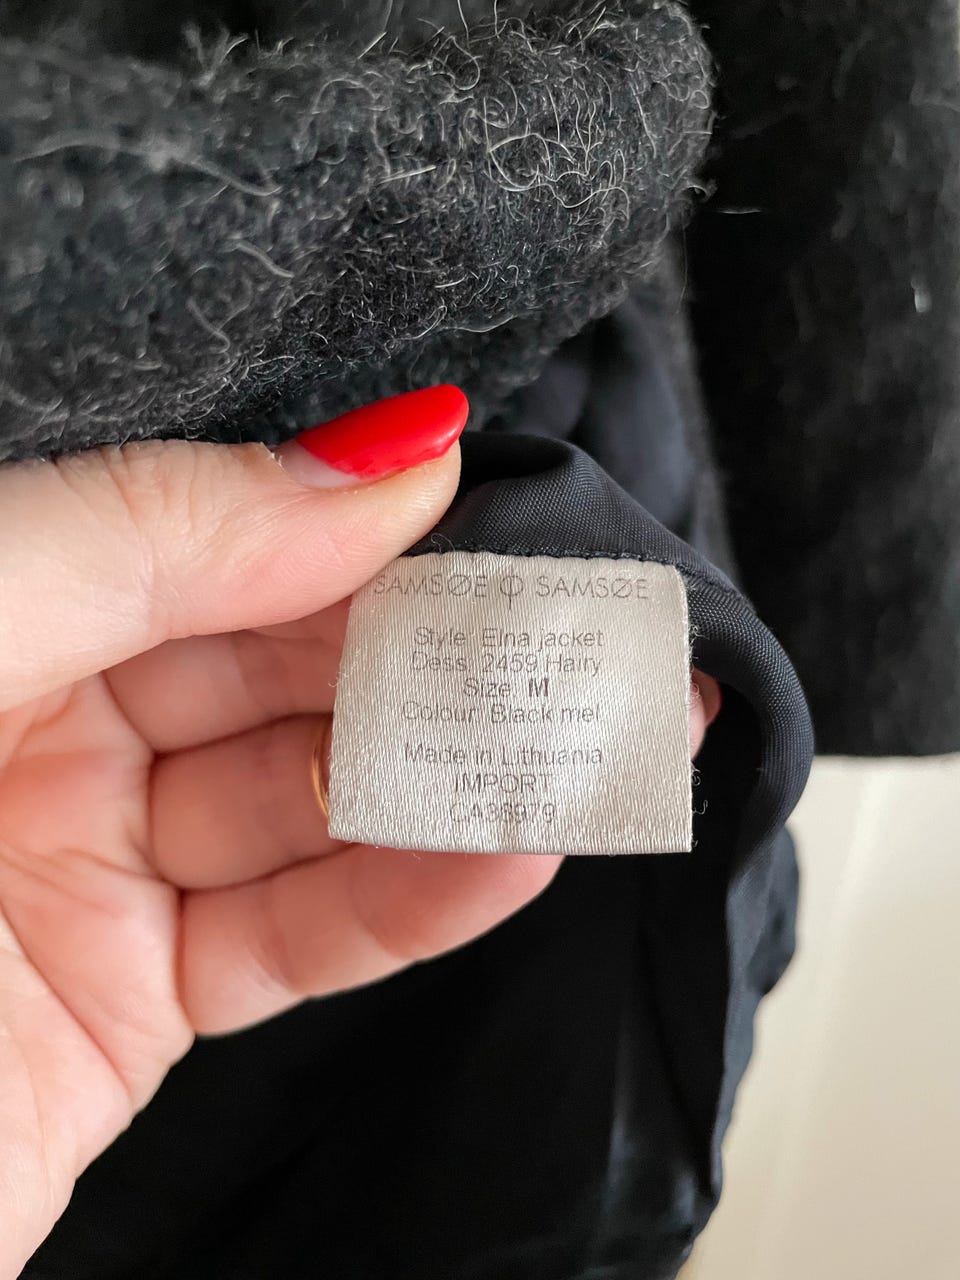 SAMSØE Φ SAMSØE
Style: Elna jacket
Dess: 2459 Hairy
Size: M
Colour: Black mel.
Made in Lithuania
IMPORT